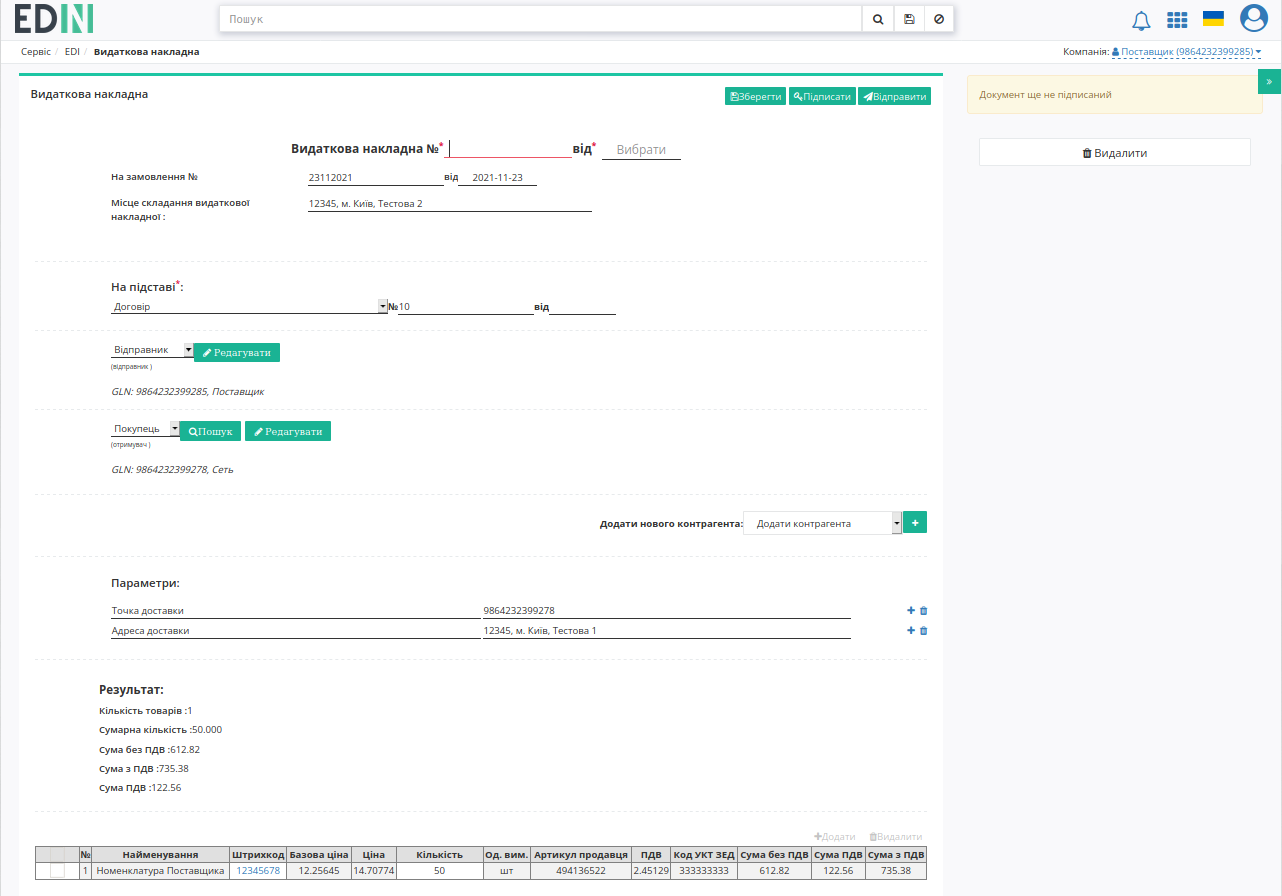 EDIN
Пошук
Сервіс / EDI / Видаткова накладна
Компанія: Поставщик (9864232399285)
»
Видаткова накладна
Зберегти Підписати Відправити
Документ ще не підписаний
Видалити
Видаткова накладна №* від* Вибрати
На замовлення № 23112021 від 2021-11-23
Місце складання видаткової
накладної : 12345, м. Київ, Тестова 2
На підставі*:
Договір № 10 від
Відправник Редагувати
(відправник )
GLN: 9864232399285, Поставщик
Покупець Пошук Редагувати
(отримувач )
GLN: 9864232399278, Сеть
Додати нового контрагента: Додати контрагента +
Параметри:
Точка доставки 9864232399278
Адреса доставки 12345, м. Київ, Тестова 1
Результат:
Кількість товарів :1
Сумарна кількість :50.000
Сума без ПДВ :612.82
Сума з ПДВ :735.38
Сума ПДВ :122.56
Додати Видалити
№ Найменування Штрихкод Базова ціна Ціна Кількість Од. вим. Артикул продавця ПДВ Код УКТ ЗЕД Сума без ПДВ Сума ПДВ Сума з ПДВ
1 Номенклатура Поставщика 12345678 12.25645 14.70774 50 шт 494136522 2.45129 333333333 612.82 122.56 735.38